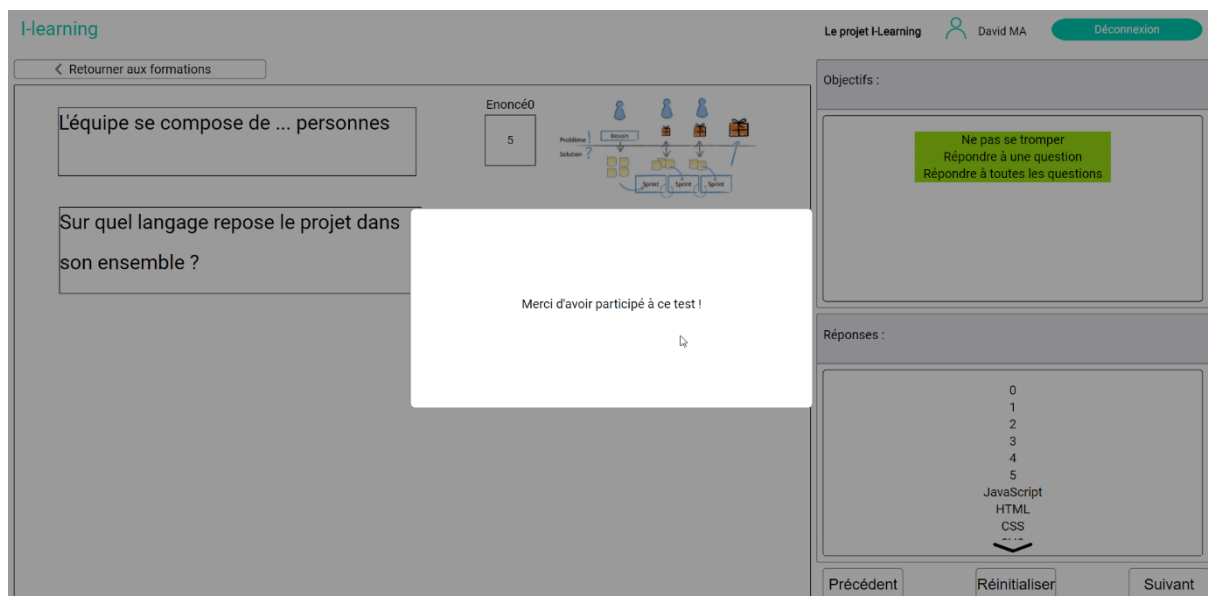 I-learning
Le projet I-Learning
David MA
Déconnexion
Retourner aux formations
L'équipe se compose de ... personnes
Enoncé0
5
Problème !
Besoin
Solution ?
Sprint
Sprint
Sprint
Sur quel langage repose le projet dans
son ensemble ?
Merci d'avoir participé à ce test !
Objectifs :
Ne pas se tromper
Répondre à une question
Répondre à toutes les questions
Réponses :
0
1
2
3
4
5
JavaScript
HTML
CSS
Précédent
Réinitialiser
Suivant